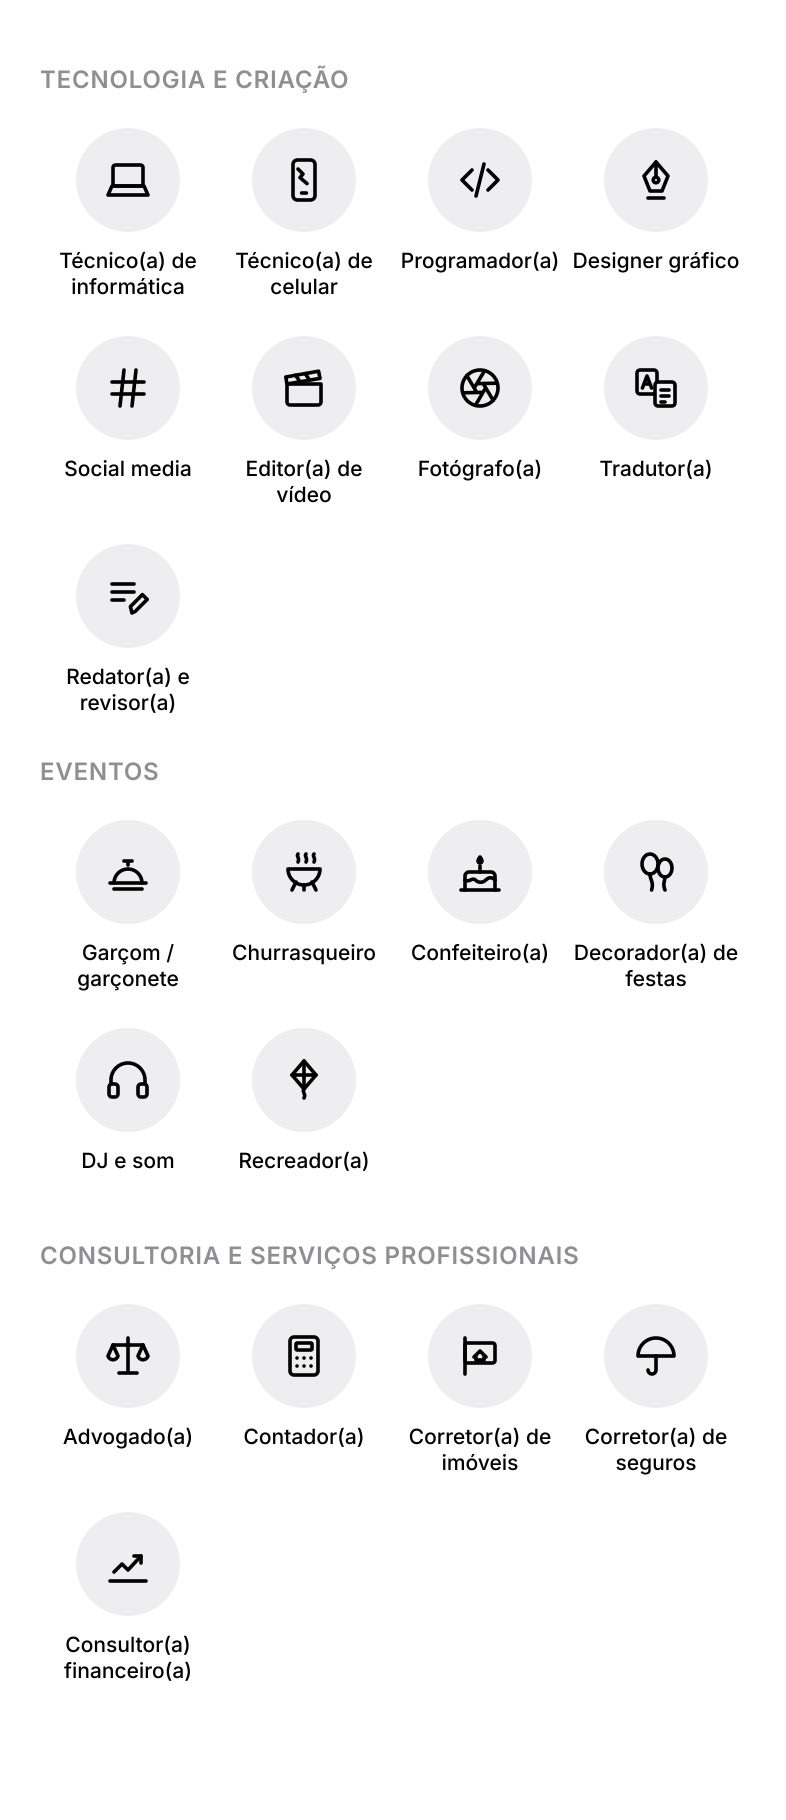 TECNOLOGIA E CRIAÇÃO
Técnico(a) de
informática
Técnico(a) de
celular
Programador(a)
Designer gráfico
Social media
Editor(a) de
vídeo
Fotógrafo(a)
Tradutor(a)
Redator(a) e
revisor(a)
EVENTOS
Garçom /
garçonete
Churrasqueiro
Confeiteiro(a)
Decorador(a) de
festas
DJ e som
Recreador(a)
CONSULTORIA E SERVIÇOS PROFISSIONAIS
Advogado(a)
Contador(a)
Corretor(a) de
imóveis
Corretor(a) de
seguros
Consultor(a)
financeiro(a)